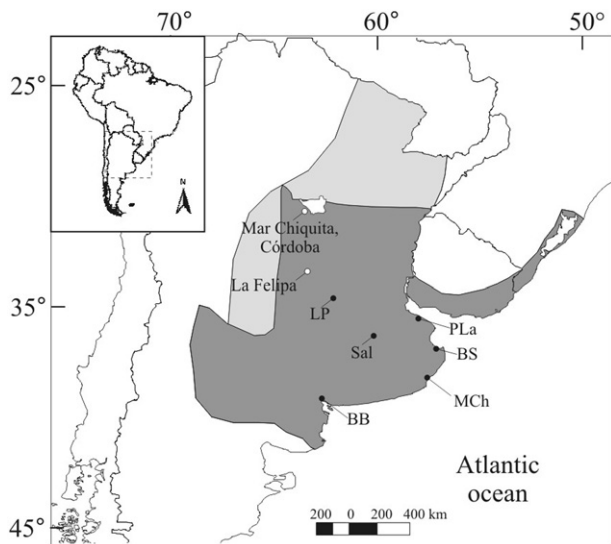 70° 60° 50°
25°
N
Mar Chiquita,
Córdoba
La Felipa
35°
LP
PLa
Sal
BS
MCh
BB
Atlantic
ocean
200 0 200 400 km
45°